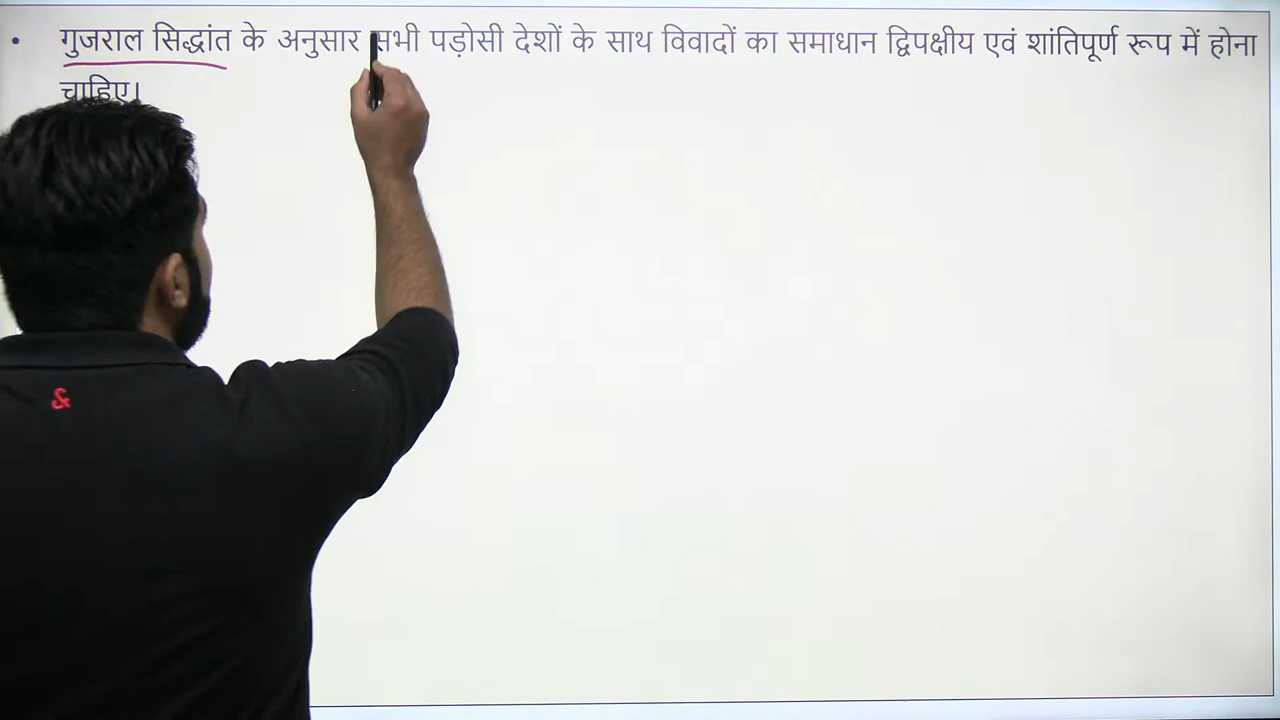 • गुजराल सिद्धांत के अनुसार सभी पड़ोसी देशों के साथ विवादों का समाधान द्विपक्षीय एवं शांतिपूर्ण रूप में होना
चाहिए।
&